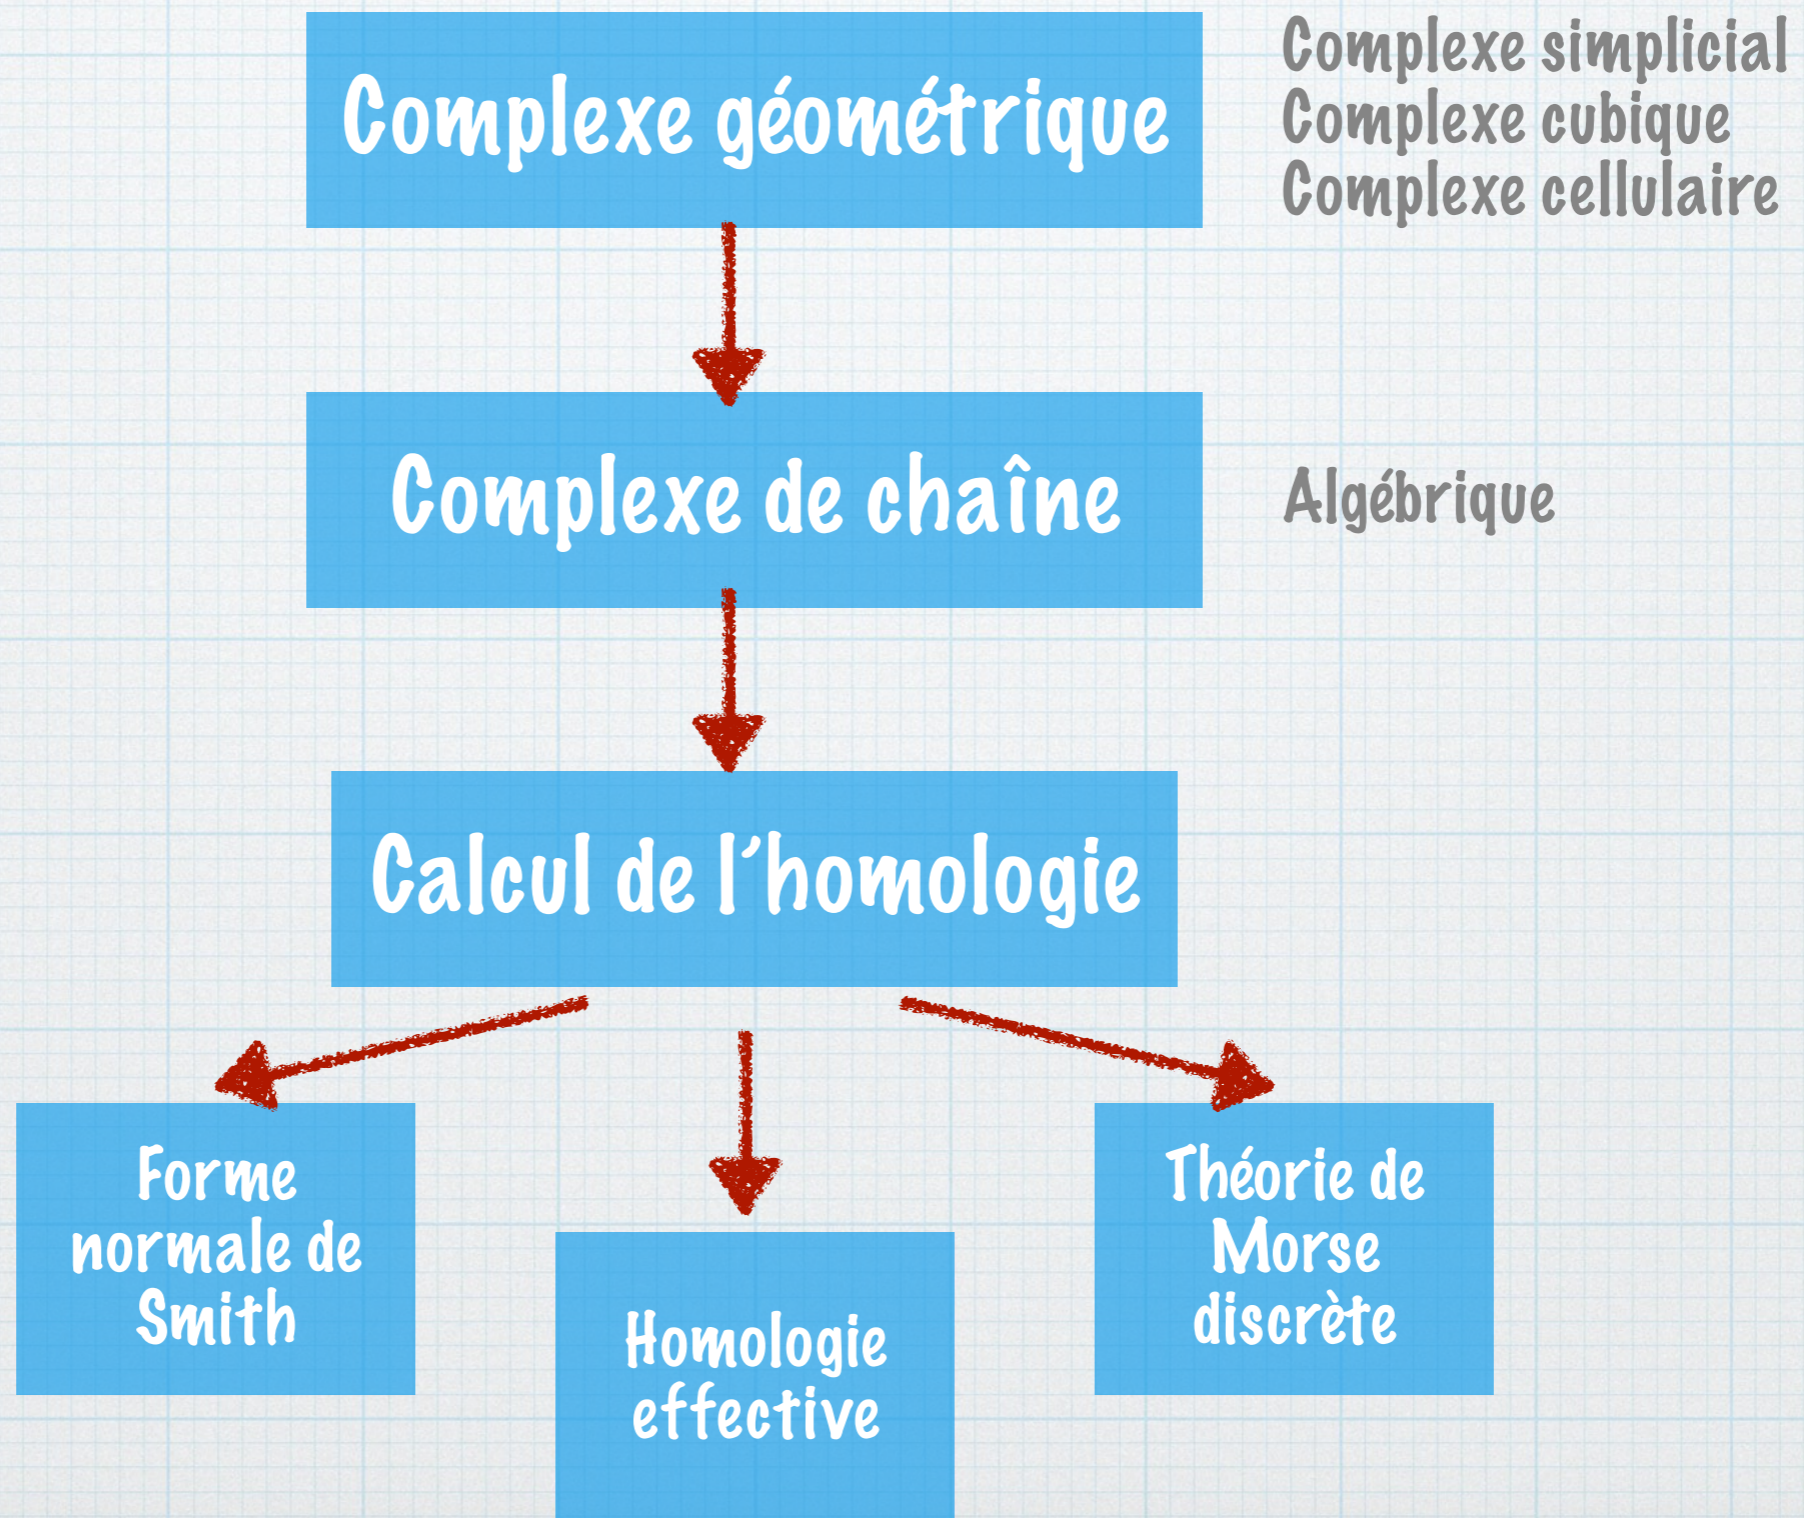 Complexe géométrique
Complexe simplicial
Complexe cubique
Complexe cellulaire
Complexe de chaîne
Algébrique
Calcul de l'homologie
Forme
normale de
Smith
Homologie
effective
Théorie de
Morse
discrète